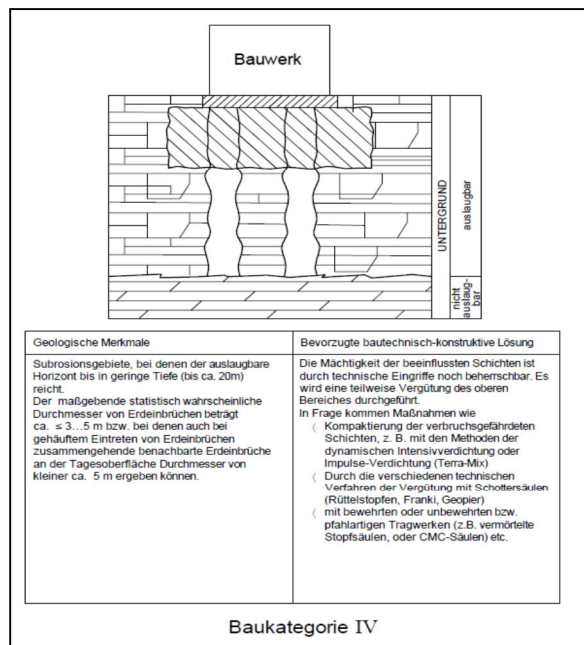 Bauwerk
UNTERGRUND
auslaugbar
nicht
auslaug-
bar
Geologische Merkmale
Subrosionsgebiete, bei denen der auslaugbare
Horizont bis in geringe Tiefe (bis ca. 20m)
reicht.
Der maßgebende statistisch wahrscheinliche
Durchmesser von Erdeinbrüchen beträgt
ca. ≤ 3...5 m bzw. bei denen auch bei
gehäuftem Eintreten von Erdeinbrüchen
zusammengehende benachbarte Erdeinbrüche
an der Tagesoberfläche Durchmesser von
kleiner ca. 5 m ergeben können.
Bevorzugte bautechnisch-konstruktive Lösung
Die Mächtigkeit der beeinflussten Schichten ist
durch technische Eingriffe noch beherrschbar. Es
wird eine teilweise Vergütung des oberen
Bereiches durchgeführt.
In Frage kommen Maßnahmen wie
⟨ Kompaktierung der verbruchsgefährdeten
Schichten, z. B. mit den Methoden der
dynamischen Intensivverdichtung oder
Impulse-Verdichtung (Terra-Mix)
⟨ Durch die verschiedenen technischen
Verfahren der Vergütung mit Schottersäulen
(Rüttelstopfen, Franki, Geopier)
⟨ mit bewehrten oder unbewehrten bzw.
pfahlartigen Tragwerken (z.B. vermörtelte
Stopfsäulen, oder CMC-Säulen) etc.
Baukategorie IV